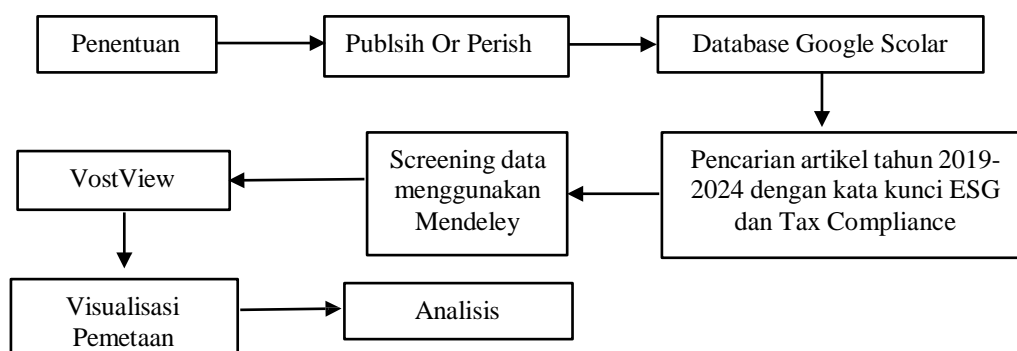 Penentuan
Publsih Or Perish
Database Google Scolar
Pencarian artikel tahun 2019-
2024 dengan kata kunci ESG
dan Tax Compliance
Screening data
menggunakan
Mendeley
VostView
Visualisasi
Pemetaan
Analisis